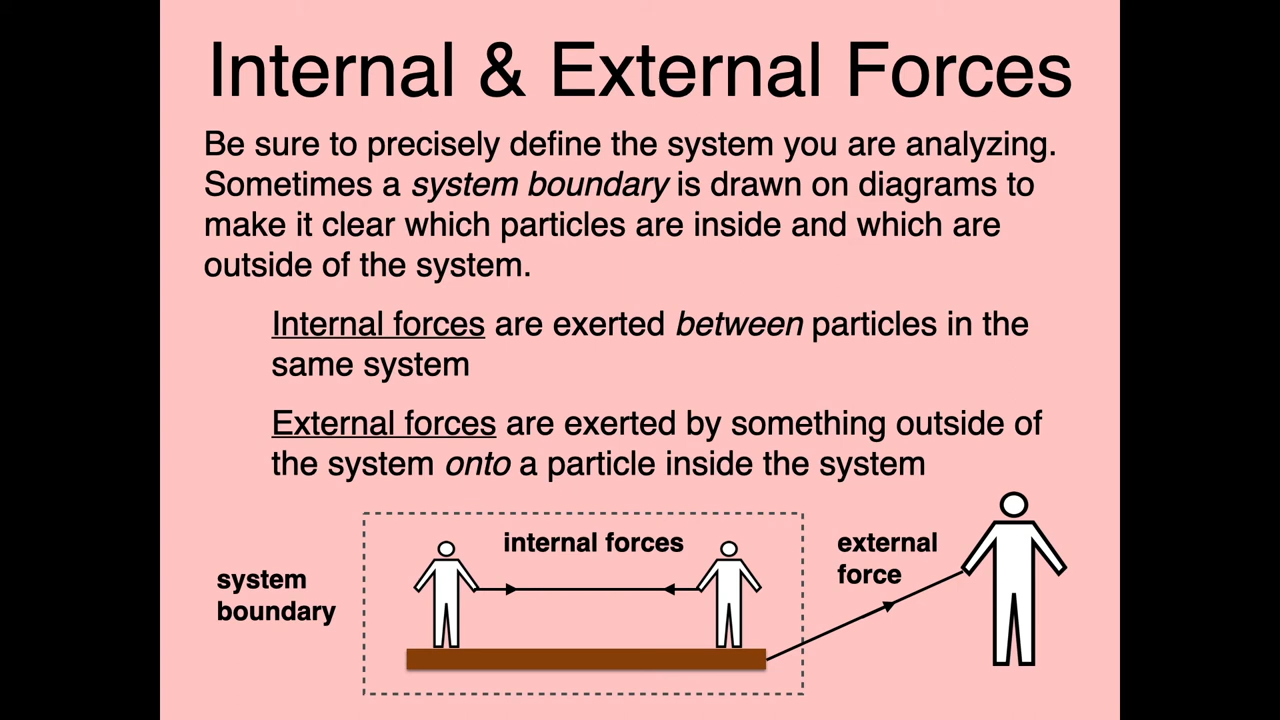 Internal & External Forces
Be sure to precisely define the system you are analyzing.
Sometimes a system boundary is drawn on diagrams to
make it clear which particles are inside and which are
outside of the system.
Internal forces are exerted between particles in the
same system
External forces are exerted by something outside of
the system onto a particle inside the system
system
boundary
internal forces
external
force